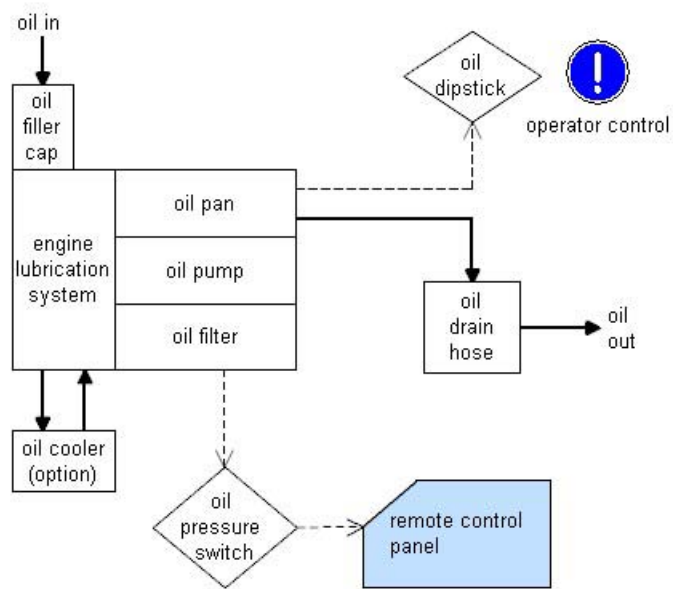 oil in
oil
filler
cap
oil
dipstick
!
operator control
engine
lubrication
system
oil pan
oil pump
oil filter
oil
drain
hose
oil
out
oil cooler
(option)
oil
pressure
switch
remote control
panel